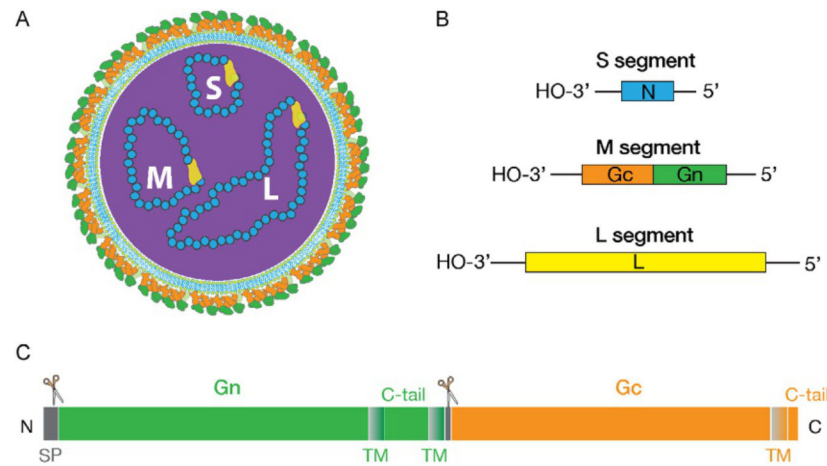 A
S
M
L
B
S segment
HO-3' N 5'
M segment
HO-3' Gc Gn 5'
L segment
HO-3' L 5'
C
Gn C-tail Gc C-tail
N C
SP TM TM TM